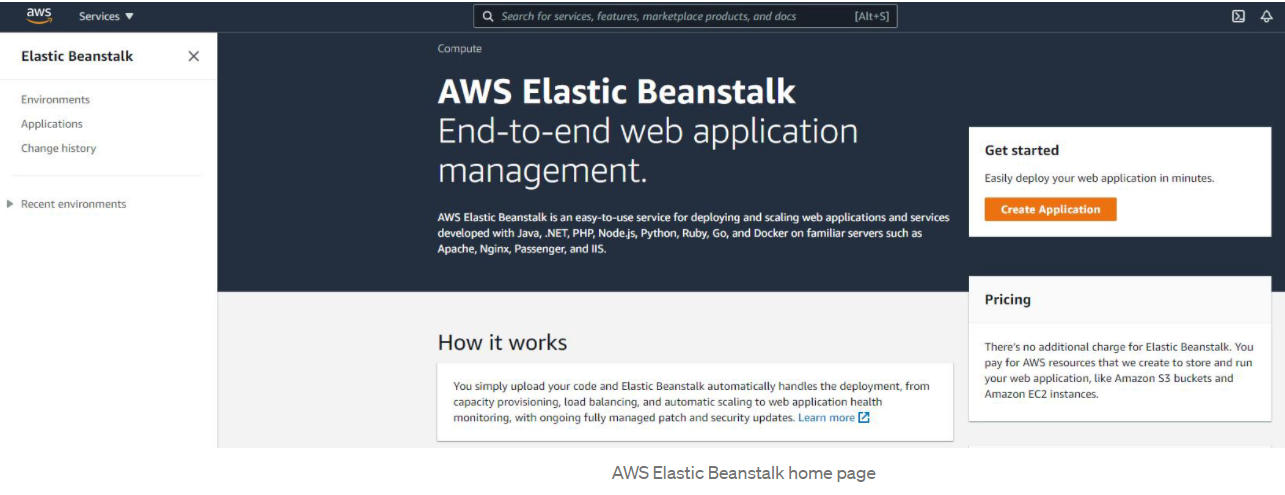 aws
Services ▼
Search for services, features, marketplace products, and docs
[Alt+S]
Elastic Beanstalk
Environments
Applications
Change history
Recent environments
Compute
AWS Elastic Beanstalk
End-to-end web application
management.
AWS Elastic Beanstalk is an easy-to-use service for deploying and scaling web applications and services
developed with Java, .NET, PHP, Node.js, Python, Ruby, Go, and Docker on familiar servers such as
Apache, Nginx, Passenger, and IIS.
Get started
Easily deploy your web application in minutes.
Create Application
Pricing
There's no additional charge for Elastic Beanstalk. You
pay for AWS resources that we create to store and run
your web application, like Amazon S3 buckets and
Amazon EC2 instances.
How it works
You simply upload your code and Elastic Beanstalk automatically handles the deployment, from
capacity provisioning, load balancing, and automatic scaling to web application health
monitoring, with ongoing fully managed patch and security updates. Learn more
AWS Elastic Beanstalk home page